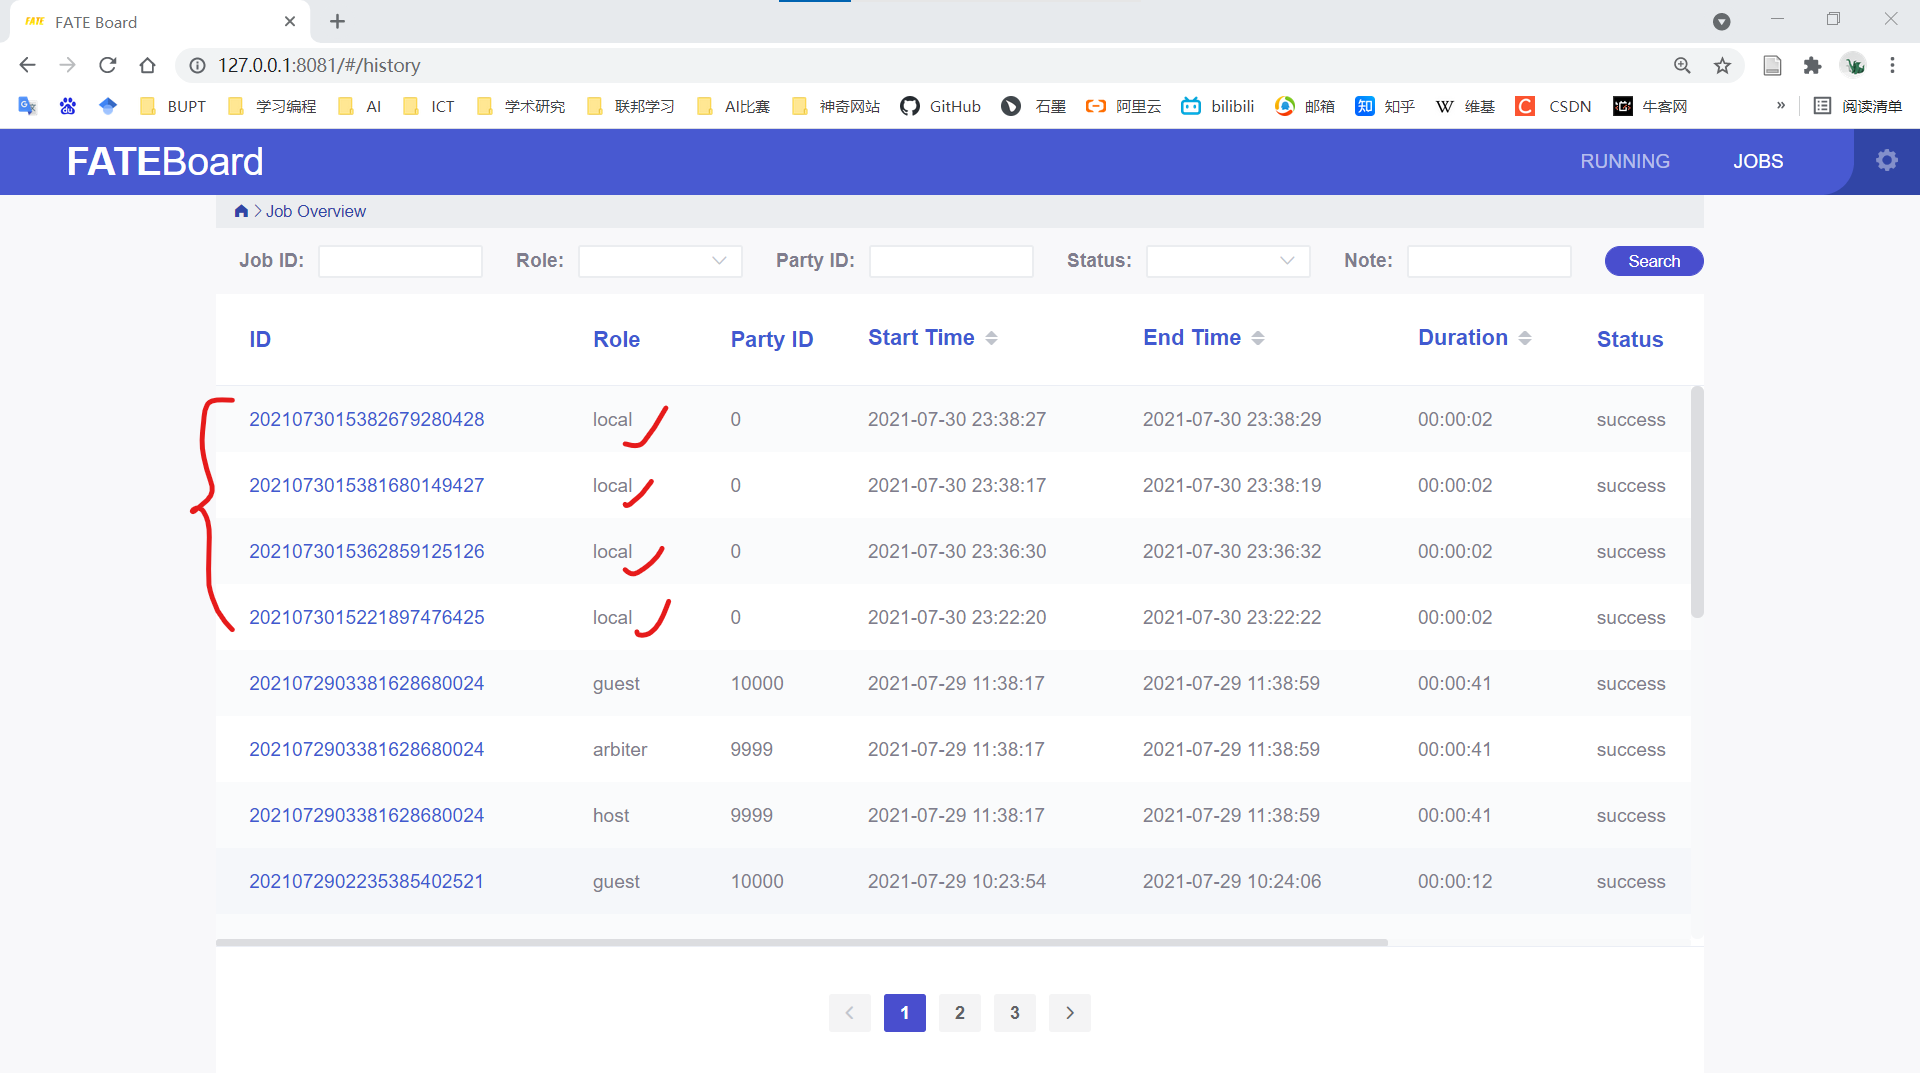 FATE FATE Board
127.0.0.1:8081/#/history
BUPT 学习编程 AI ICT 学术研究 联邦学习 AI比赛 神奇网站 GitHub 石墨 阿里云 bilibili 知 邮箱 知乎 W 维基 C CSDN 牛客网 » 阅读清单
FATEBoard RUNNING JOBS
Job Overview
Job ID: Role: Party ID: Status: Note: Search
ID Role Party ID Start Time End Time Duration Status
2021073015382679280428 local 0 2021-07-30 23:38:27 2021-07-30 23:38:29 00:00:02 success
2021073015381680149427 local 0 2021-07-30 23:38:17 2021-07-30 23:38:19 00:00:02 success
2021073015362859125126 local 0 2021-07-30 23:36:30 2021-07-30 23:36:32 00:00:02 success
2021073015221897476425 local 0 2021-07-30 23:22:20 2021-07-30 23:22:22 00:00:02 success
2021072903381628680024 guest 10000 2021-07-29 11:38:17 2021-07-29 11:38:59 00:00:41 success
2021072903381628680024 arbiter 9999 2021-07-29 11:38:17 2021-07-29 11:38:59 00:00:41 success
2021072903381628680024 host 9999 2021-07-29 11:38:17 2021-07-29 11:38:59 00:00:41 success
2021072902235385402521 guest 10000 2021-07-29 10:23:54 2021-07-29 10:24:06 00:00:12 success
1 2 3